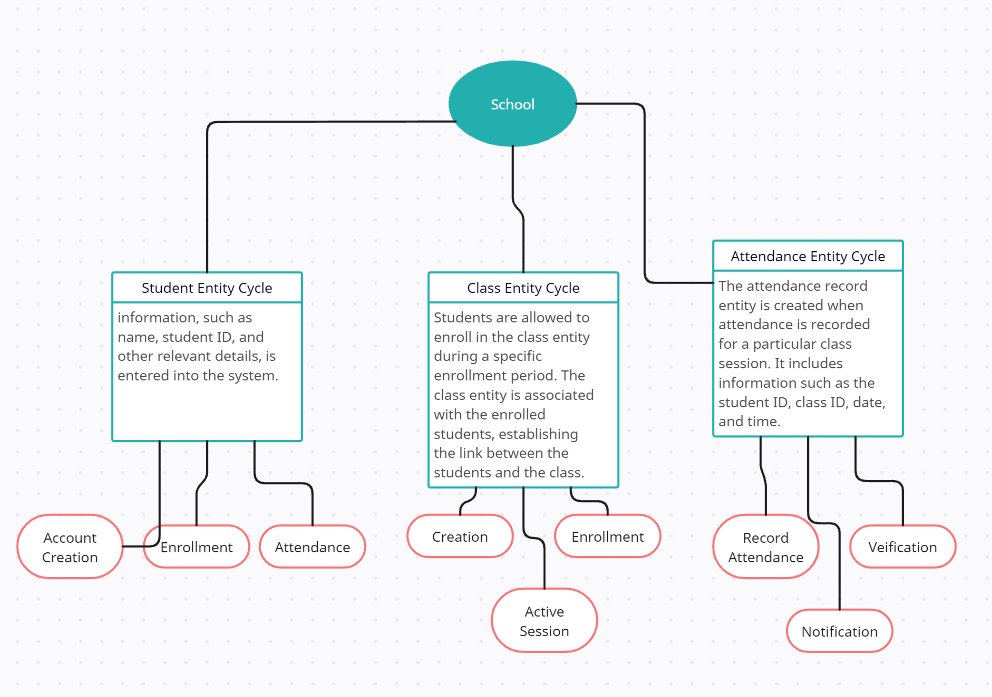 School
Student Entity Cycle
information, such as
name, student ID, and
other relevant details, is
entered into the system.
Class Entity Cycle
Students are allowed to
enroll in the class entity
during a specific
enrollment period. The
class entity is associated
with the enrolled
students, establishing
the link between the
students and the class.
Attendance Entity Cycle
The attendance record
entity is created when
attendance is recorded
for a particular class
session. It includes
information such as the
student ID, class ID, date,
and time.
Account
Creation
Enrollment
Attendance
Creation
Active
Session
Enrollment
Record
Attendance
Notification
Veification